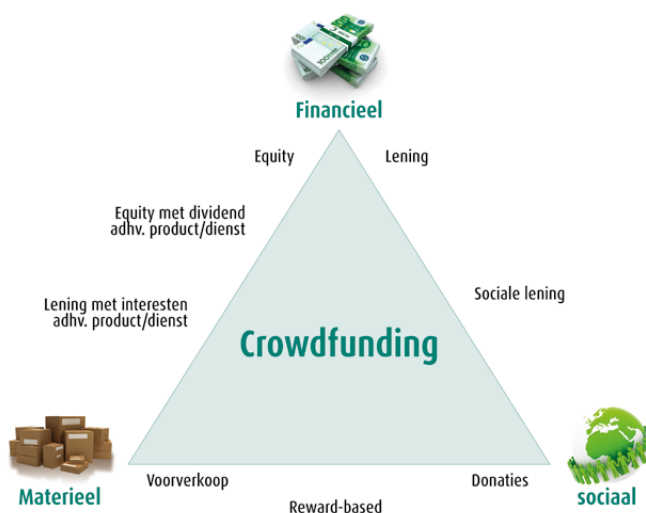 Financieel
Equity
Lening
Equity met dividend
adhv. product/dienst
Lening met interesten
adhv. product/dienst
Sociale lening
Crowdfunding
Materieel
Voorverkoop
Reward-based
Donaties
sociaal